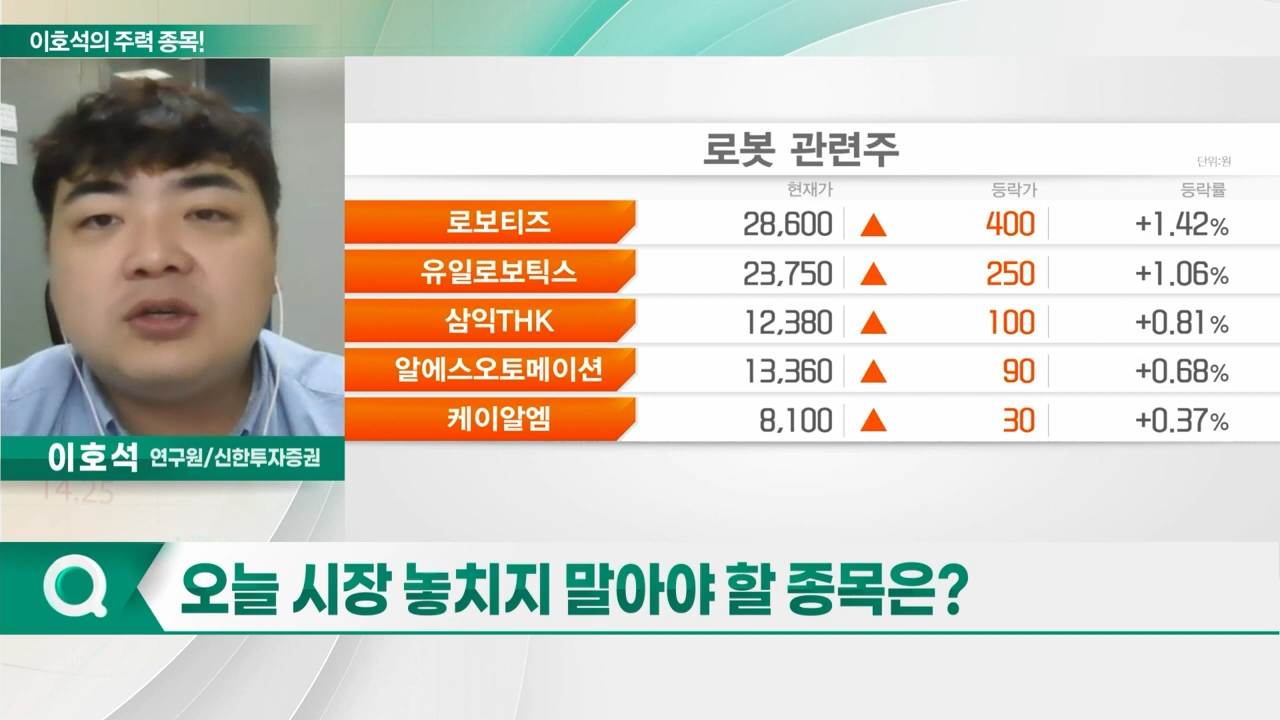 이호석의 주력 종목!
로봇 관련주
단위:원
현재가 등락가 등락률
로보티즈 28,600 ▲ 400 +1.42%
유일로보틱스 23,750 ▲ 250 +1.06%
삼익THK 12,380 ▲ 100 +0.81%
알에스오토메이션 13,360 ▲ 90 +0.68%
케이알엠 8,100 ▲ 30 +0.37%
이호석 연구원/신한투자증권
14.25
Q 오늘 시장 놓치지 말아야 할 종목은?